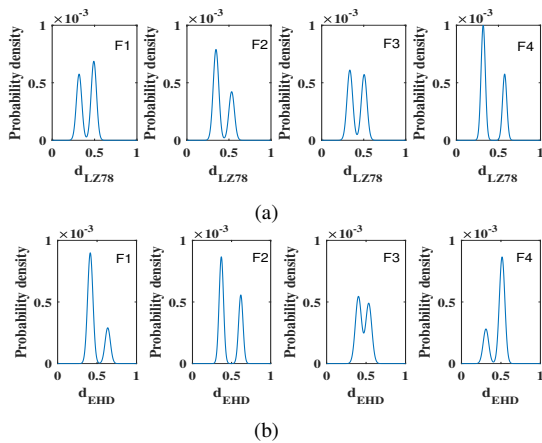 ×10⁻³ ×10⁻³ ×10⁻³ ×10⁻³
Probability density Probability density Probability density Probability density
1 1 1 1
F1 F2 F3 F4
0.5 0.5 0.5 0.5
0 0 0 0
0 0.5 1 0 0.5 1 0 0.5 1 0 0.5 1
d_LZ78 d_LZ78 d_LZ78 d_LZ78
(a)
×10⁻³ ×10⁻³ ×10⁻³ ×10⁻³
Probability density Probability density Probability density Probability density
1 1 1 1
F1 F2 F3 F4
0.5 0.5 0.5 0.5
0 0 0 0
0 0.5 1 0 0.5 1 0 0.5 1 0 0.5 1
d_EHD d_EHD d_EHD d_EHD
(b)